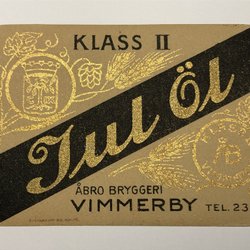 KLASS II
Jul Öl
ÅBRO BRYGGERI
VIMMERBY TEL. 23